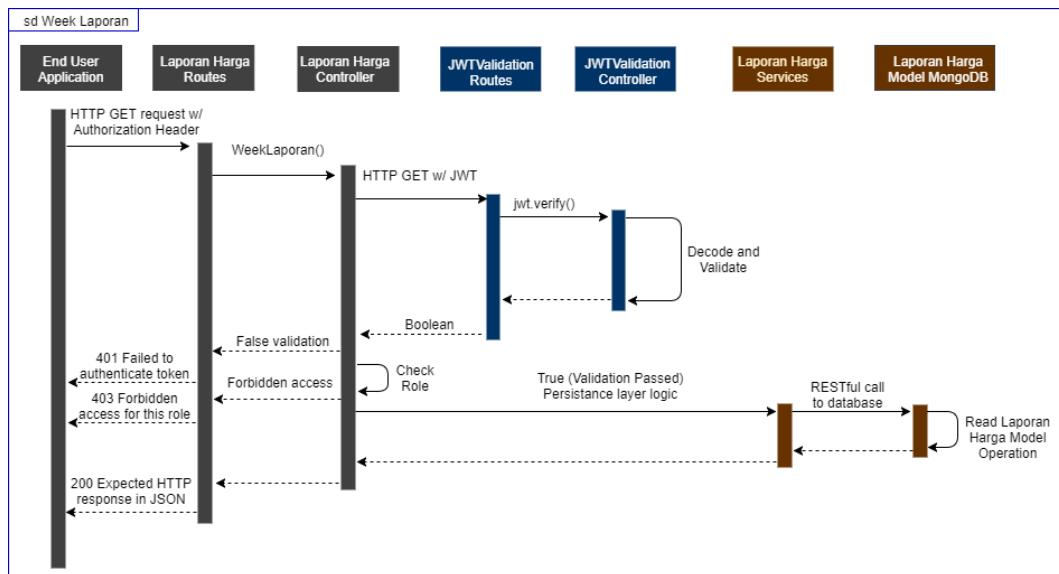 sd Week Laporan
End User
Application
Laporan Harga
Routes
Laporan Harga
Controller
JWTValidation
Routes
JWTValidation
Controller
Laporan Harga
Services
Laporan Harga
Model MongoDB
HTTP GET request w/
Authorization Header
WeekLaporan()
HTTP GET w/ JWT
jwt.verify()
Decode and
Validate
Boolean
False validation
401 Failed to
authenticate token
Check
Role
Forbidden access
403 Forbidden
access for this role
True (Validation Passed)
Persistance layer logic
RESTful call
to database
Read Laporan
Harga Model
Operation
200 Expected HTTP
response in JSON